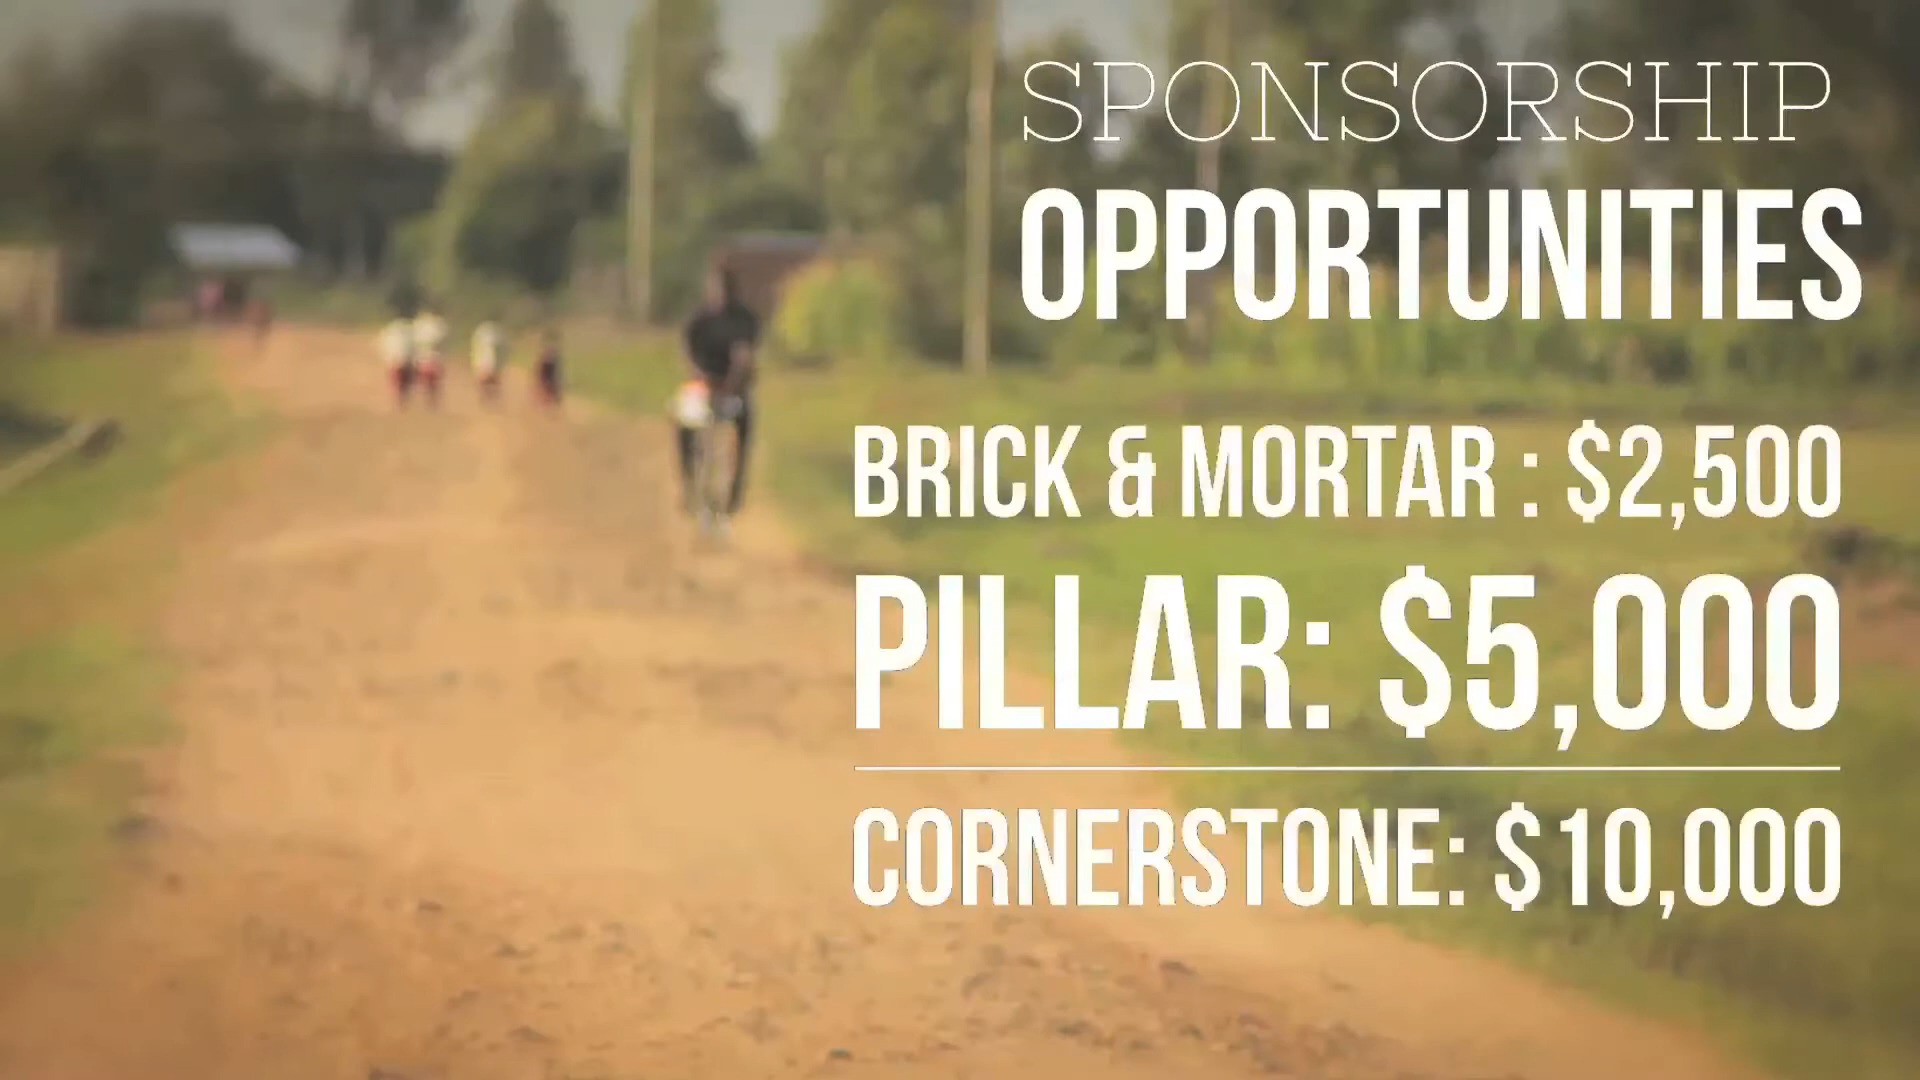 SPONSORSHIP
OPPORTUNITIES
BRICK & MORTAR : $2,500
PILLAR: $5,000
CORNERSTONE: $10,000